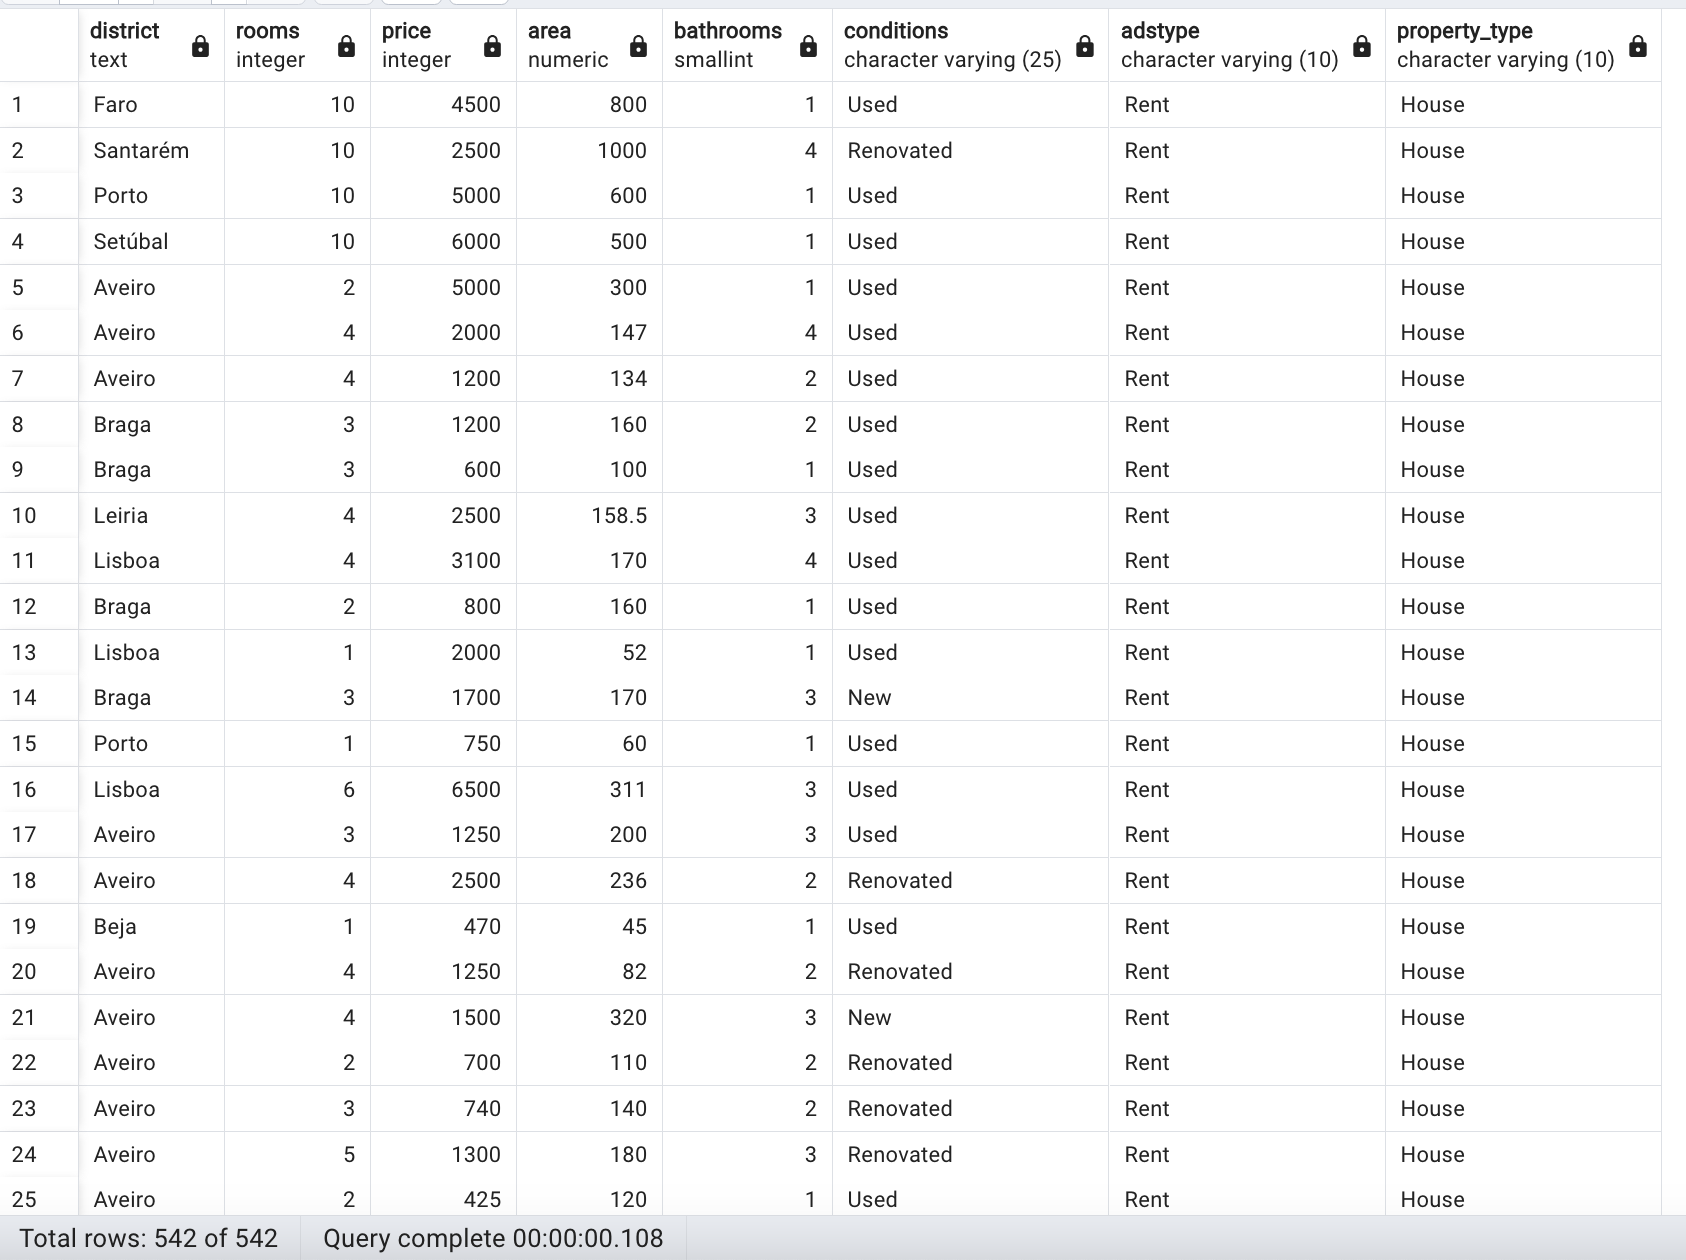 district rooms price area bathrooms conditions adstype property_type
text integer integer numeric smallint character varying (25) character varying (10) character varying (10)
1 Faro 10 4500 800 1 Used Rent House
2 Santarém 10 2500 1000 4 Renovated Rent House
3 Porto 10 5000 600 1 Used Rent House
4 Setúbal 10 6000 500 1 Used Rent House
5 Aveiro 2 5000 300 1 Used Rent House
6 Aveiro 4 2000 147 4 Used Rent House
7 Aveiro 4 1200 134 2 Used Rent House
8 Braga 3 1200 160 2 Used Rent House
9 Braga 3 600 100 1 Used Rent House
10 Leiria 4 2500 158.5 3 Used Rent House
11 Lisboa 4 3100 170 4 Used Rent House
12 Braga 2 800 160 1 Used Rent House
13 Lisboa 1 2000 52 1 Used Rent House
14 Braga 3 1700 170 3 New Rent House
15 Porto 1 750 60 1 Used Rent House
16 Lisboa 6 6500 311 3 Used Rent House
17 Aveiro 3 1250 200 3 Used Rent House
18 Aveiro 4 2500 236 2 Renovated Rent House
19 Beja 1 470 45 1 Used Rent House
20 Aveiro 4 1250 82 2 Renovated Rent House
21 Aveiro 4 1500 320 3 New Rent House
22 Aveiro 2 700 110 2 Renovated Rent House
23 Aveiro 3 740 140 2 Renovated Rent House
24 Aveiro 5 1300 180 3 Renovated Rent House
25 Aveiro 2 425 120 1 Used Rent House
Total rows: 542 of 542 Query complete 00:00:00.108